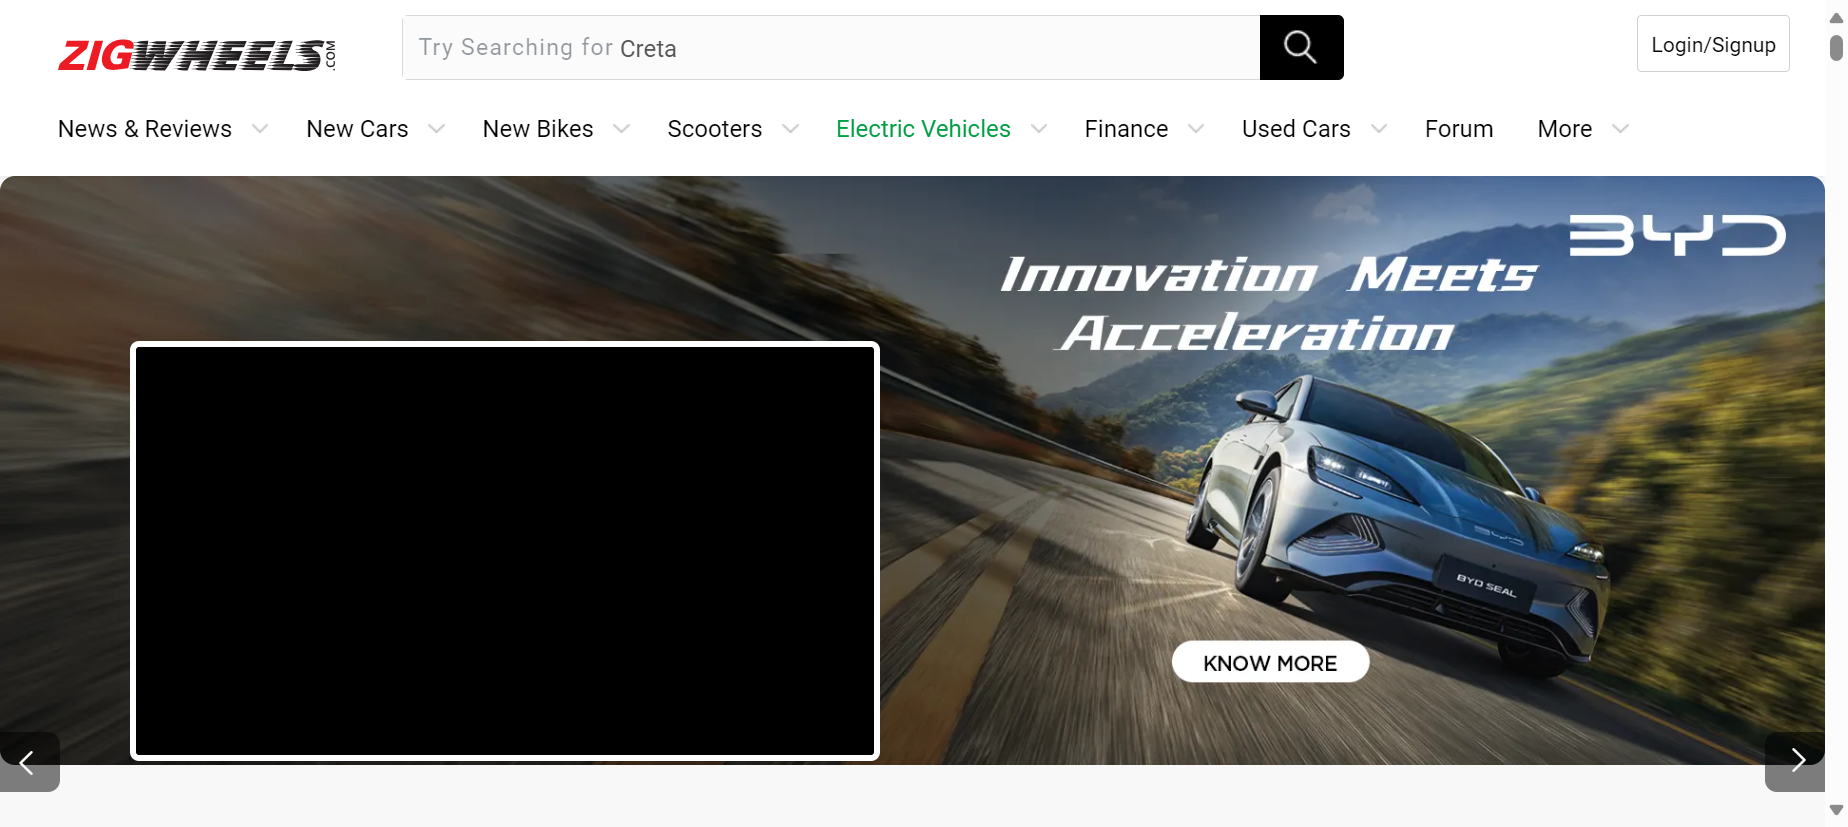 ZIGWHEELS.COM
Try Searching for Creta
Login/Signup
News & Reviews
New Cars
New Bikes
Scooters
Electric Vehicles
Finance
Used Cars
Forum
More
BYD
Innovation Meets
Acceleration
BYD
BYD SEAL
KNOW MORE